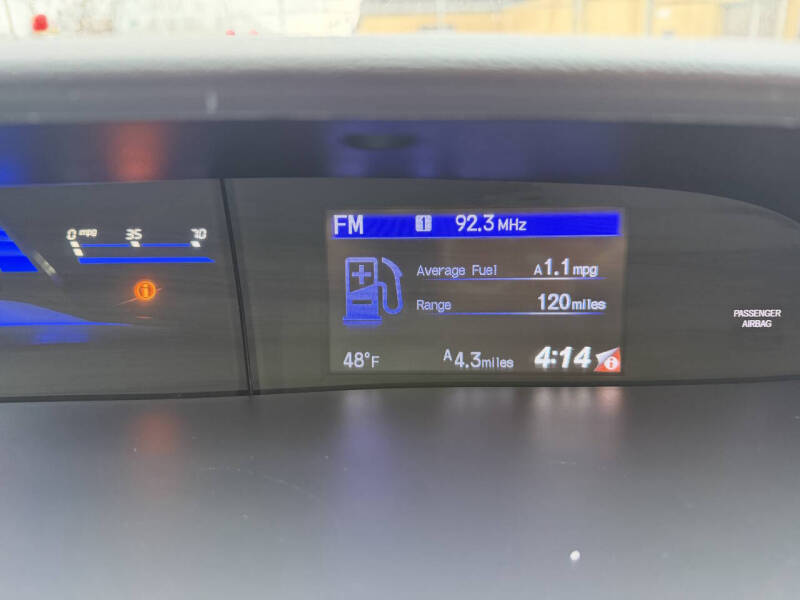 FM 1 92.3 MHz
0 mpg 35 70
Average Fuel A 1.1 mpg
Range 120 miles
PASSENGER
AIRBAG
48°F A 4.3 miles 4:14 i
i